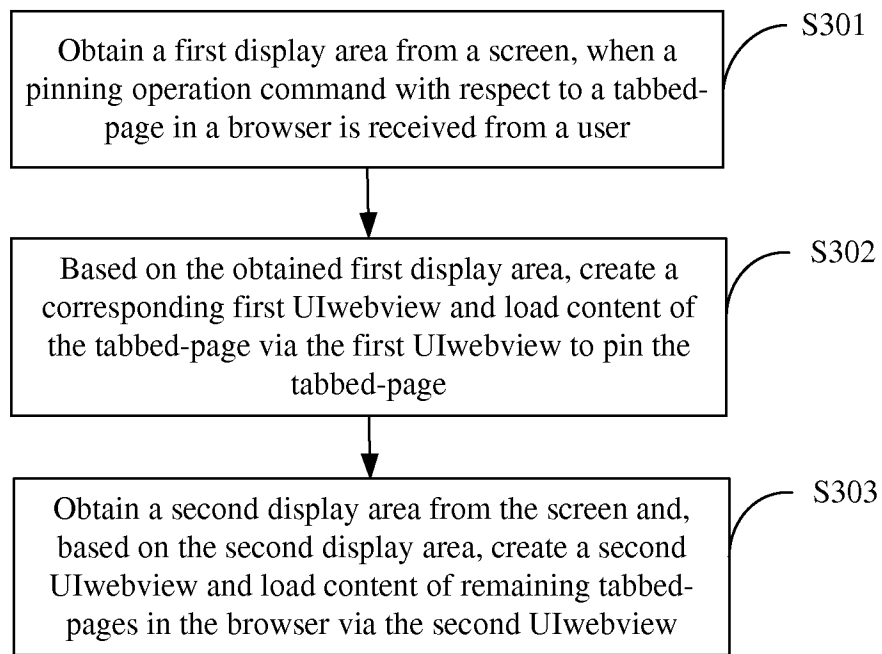 Obtain a first display area from a screen, when a
pinning operation command with respect to a tabbed-
page in a browser is received from a user
S301
Based on the obtained first display area, create a
corresponding first UIwebview and load content of
the tabbed-page via the first UIwebview to pin the
tabbed-page
S302
Obtain a second display area from the screen and,
based on the second display area, create a second
UIwebview and load content of remaining tabbed-
pages in the browser via the second UIwebview
S303